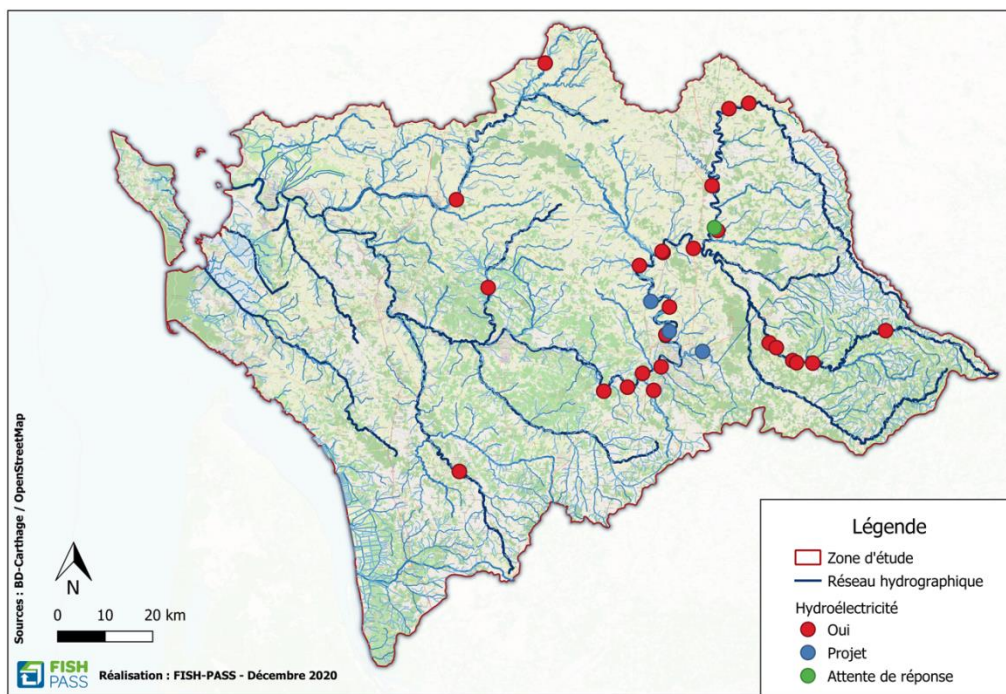 Sources : BD-Carthage / OpenStreetMap
N
0 10 20 km
FISH
PASS
Réalisation : FISH-PASS - Décembre 2020
Légende
Zone d'étude
Réseau hydrographique
Hydroélectricité
Oui
Projet
Attente de réponse